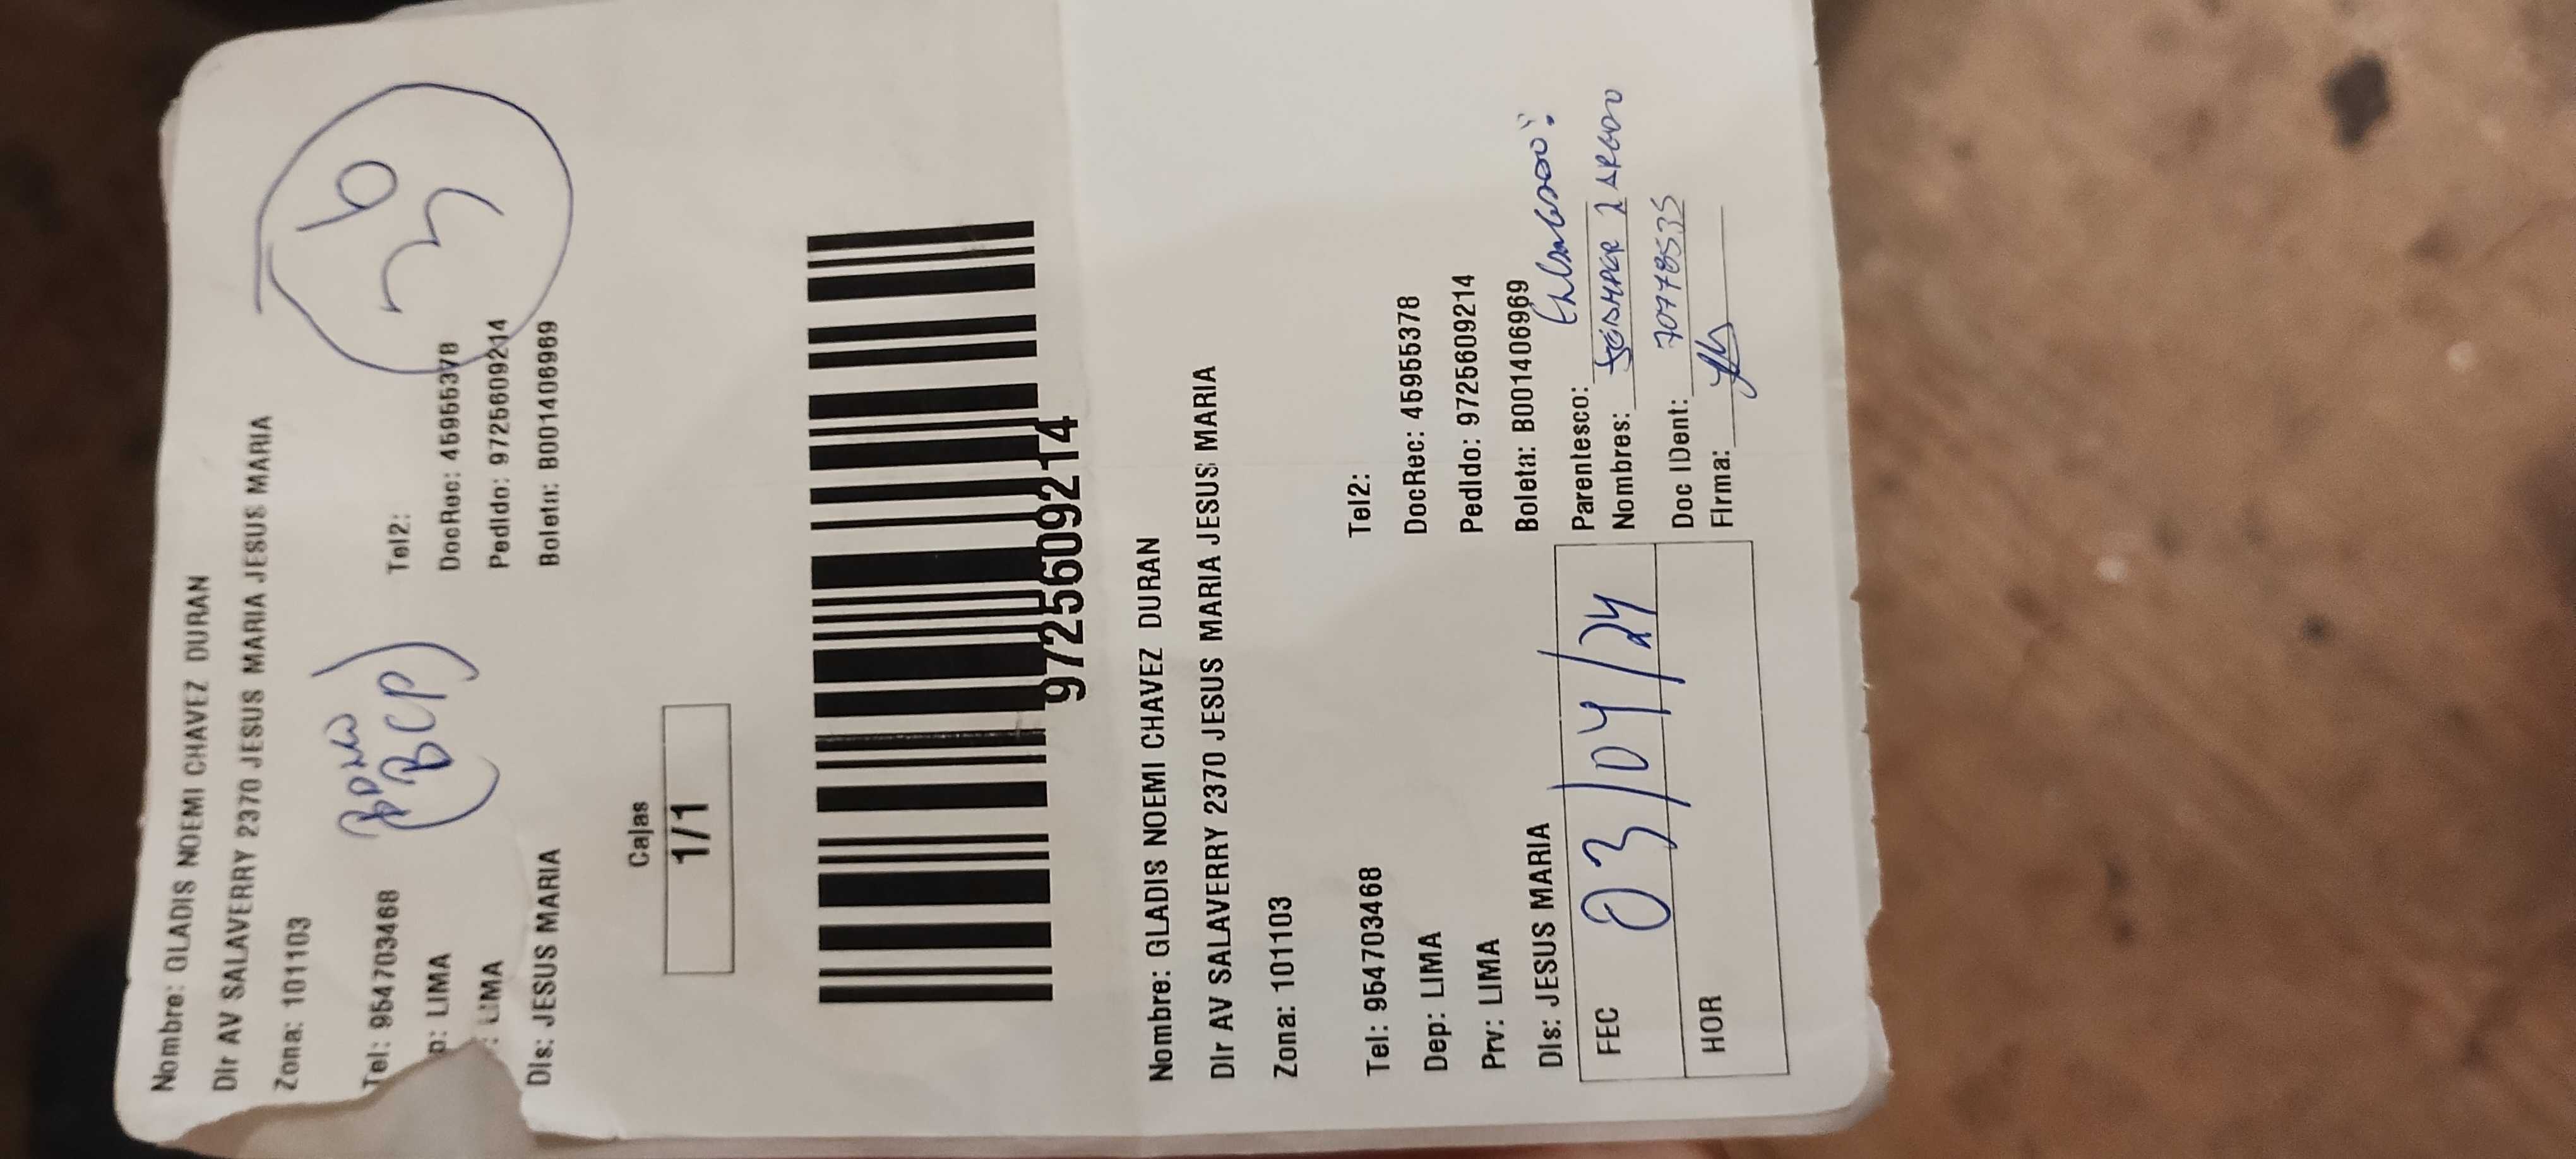 Nombre: GLADIS NOEMI CHAVEZ DURAN
Dir AV SALAVERRY 2370 JESUS MARIA JESUS MARIA
Zona: 101103
Tel: 954703468 Tel2:
p: LIMA DocRec: 45955378
: LIMA Pedido: 9725609214
Dis: JESUS MARIA Boleta: B001406969
(BCP)
Cajas
1/1
9725609214
Nombre: GLADIS NOEMI CHAVEZ DURAN
Dir AV SALAVERRY 2370 JESUS MARIA JESUS MARIA
Zona: 101103
Tel: 954703468 Tel2:
Dep: LIMA DocRec: 45955378
Prv: LIMA Pedido: 9725609214
Dis: JESUS MARIA Boleta: B001406969
FEC 03/04/24
HOR
Parentesco:
Nombres:
Doc IDent: 70778535
Firma: